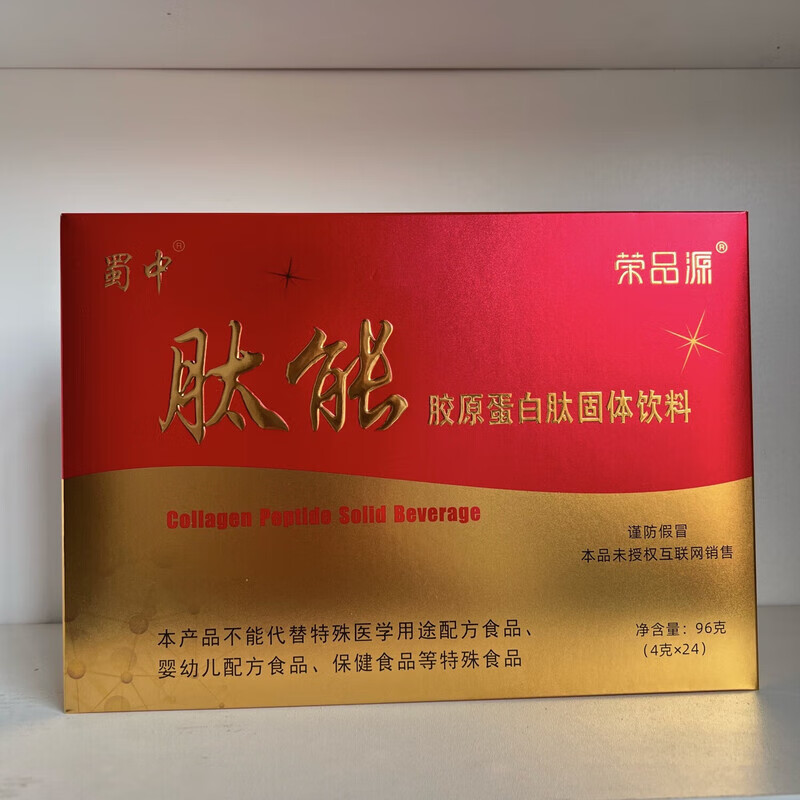 蜀中®
荣品源®
肽能
胶原蛋白肽固体饮料
Collagen Peptide Solid Beverage
谨防假冒
本品未授权互联网销售
本产品不能代替特殊医学用途配方食品、
婴幼儿配方食品、保健食品等特殊食品
净含量：96克
（4克×24）